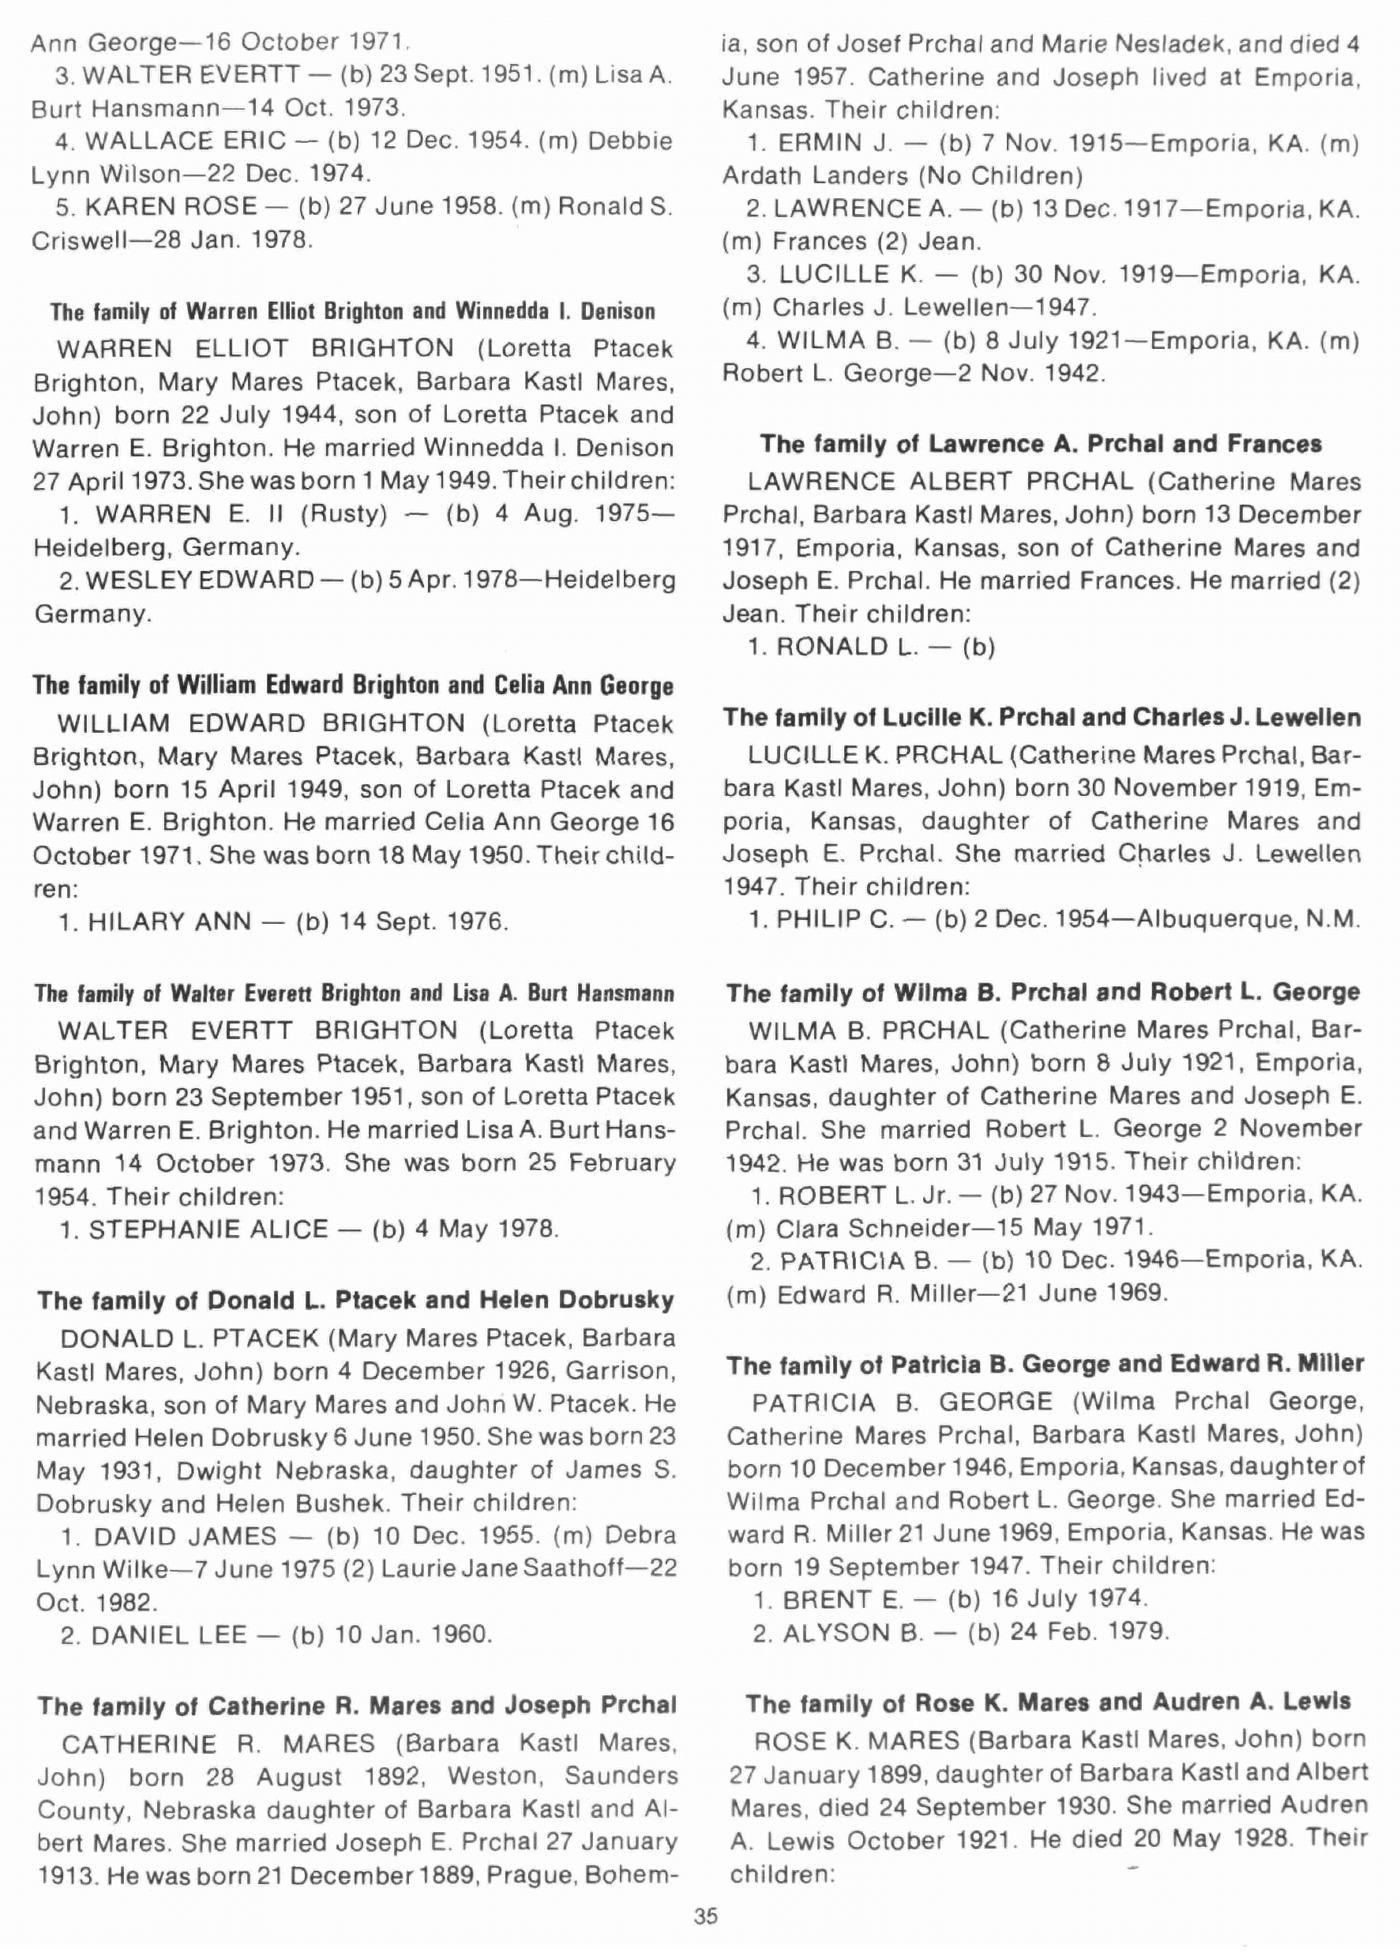 Ann George—16 October 1971.
3. WALTER EVERTT — (b) 23 Sept. 1951. (m) Lisa A.
Burt Hansmann—14 Oct. 1973.
4. WALLACE ERIC — (b) 12 Dec. 1954. (m) Debbie
Lynn Wilson—22 Dec. 1974.
5. KAREN ROSE — (b) 27 June 1958. (m) Ronald S.
Criswell—28 Jan. 1978.
The family of Warren Elliot Brighton and Winnedda I. Denison
WARREN ELLIOT BRIGHTON (Loretta Ptacek
Brighton, Mary Mares Ptacek, Barbara Kastl Mares,
John) born 22 July 1944, son of Loretta Ptacek and
Warren E. Brighton. He married Winnedda I. Denison
27 April 1973. She was born 1 May 1949. Their children:
1. WARREN E. II (Rusty) — (b) 4 Aug. 1975—
Heidelberg, Germany.
2. WESLEY EDWARD — (b) 5 Apr. 1978—Heidelberg
Germany.
The family of William Edward Brighton and Celia Ann George
WILLIAM EDWARD BRIGHTON (Loretta Ptacek
Brighton, Mary Mares Ptacek, Barbara Kastl Mares,
John) born 15 April 1949, son of Loretta Ptacek and
Warren E. Brighton. He married Celia Ann George 16
October 1971. She was born 18 May 1950. Their child-
ren:
1. HILARY ANN — (b) 14 Sept. 1976.
The family of Walter Everett Brighton and Lisa A. Burt Hansmann
WALTER EVERTT BRIGHTON (Loretta Ptacek
Brighton, Mary Mares Ptacek, Barbara Kastl Mares,
John) born 23 September 1951, son of Loretta Ptacek
and Warren E. Brighton. He married Lisa A. Burt Hans-
mann 14 October 1973. She was born 25 February
1954. Their children:
1. STEPHANIE ALICE — (b) 4 May 1978.
The family of Donald L. Ptacek and Helen Dobrusky
DONALD L. PTACEK (Mary Mares Ptacek, Barbara
Kastl Mares, John) born 4 December 1926, Garrison,
Nebraska, son of Mary Mares and John W. Ptacek. He
married Helen Dobrusky 6 June 1950. She was born 23
May 1931, Dwight Nebraska, daughter of James S.
Dobrusky and Helen Bushek. Their children:
1. DAVID JAMES — (b) 10 Dec. 1955. (m) Debra
Lynn Wilke—7 June 1975 (2) Laurie Jane Saathoff—22
Oct. 1982.
2. DANIEL LEE — (b) 10 Jan. 1960.
The family of Catherine R. Mares and Joseph Prchal
CATHERINE R. MARES (Barbara Kastl Mares,
John) born 28 August 1892, Weston, Saunders
County, Nebraska daughter of Barbara Kastl and Al-
bert Mares. She married Joseph E. Prchal 27 January
1913. He was born 21 December 1889, Prague, Bohem-
ia, son of Josef Prchal and Marie Nesladek, and died 4
June 1957. Catherine and Joseph lived at Emporia,
Kansas. Their children:
1. ERMIN J. — (b) 7 Nov. 1915—Emporia, KA. (m)
Ardath Landers (No Children)
2. LAWRENCE A. — (b) 13 Dec. 1917—Emporia, KA.
(m) Frances (2) Jean.
3. LUCILLE K. — (b) 30 Nov. 1919—Emporia, KA.
(m) Charles J. Lewellen—1947.
4. WILMA B. — (b) 8 July 1921—Emporia, KA. (m)
Robert L. George—2 Nov. 1942.
The family of Lawrence A. Prchal and Frances
LAWRENCE ALBERT PRCHAL (Catherine Mares
Prchal, Barbara Kastl Mares, John) born 13 December
1917, Emporia, Kansas, son of Catherine Mares and
Joseph E. Prchal. He married Frances. He married (2)
Jean. Their children:
1. RONALD L. — (b)
The family of Lucille K. Prchal and Charles J. Lewellen
LUCILLE K. PRCHAL (Catherine Mares Prchal, Bar-
bara Kastl Mares, John) born 30 November 1919, Em-
poria, Kansas, daughter of Catherine Mares and
Joseph E. Prchal. She married Charles J. Lewellen
1947. Their children:
1. PHILIP C. — (b) 2 Dec. 1954—Albuquerque, N.M.
The family of Wilma B. Prchal and Robert L. George
WILMA B. PRCHAL (Catherine Mares Prchal, Bar-
bara Kastl Mares, John) born 8 July 1921, Emporia,
Kansas, daughter of Catherine Mares and Joseph E.
Prchal. She married Robert L. George 2 November
1942. He was born 31 July 1915. Their children:
1. ROBERT L. Jr. — (b) 27 Nov. 1943—Emporia, KA.
(m) Clara Schneider—15 May 1971.
2. PATRICIA B. — (b) 10 Dec. 1946—Emporia, KA.
(m) Edward R. Miller—21 June 1969.
The family of Patricia B. George and Edward R. Miller
PATRICIA B. GEORGE (Wilma Prchal George,
Catherine Mares Prchal, Barbara Kastl Mares, John)
born 10 December 1946, Emporia, Kansas, daughter of
Wilma Prchal and Robert L. George. She married Ed-
ward R. Miller 21 June 1969, Emporia, Kansas. He was
born 19 September 1947. Their children:
1. BRENT E. — (b) 16 July 1974.
2. ALYSON B. — (b) 24 Feb. 1979.
The family of Rose K. Mares and Audren A. Lewis
ROSE K. MARES (Barbara Kastl Mares, John) born
27 January 1899, daughter of Barbara Kastl and Albert
Mares, died 24 September 1930. She married Audren
A. Lewis October 1921. He died 20 May 1928. Their
children:
35